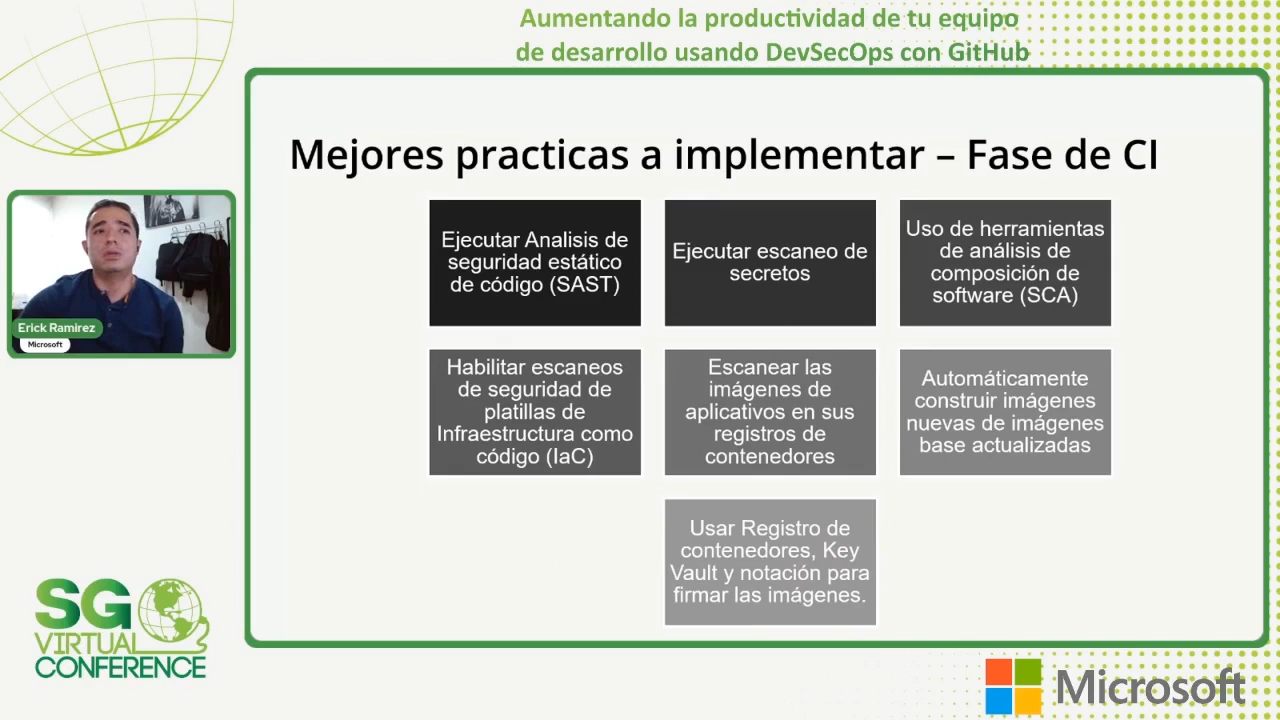 Aumentando la productividad de tu equipo
de desarrollo usando DevSecOps con GitHub
Mejores practicas a implementar – Fase de CI
Ejecutar Analisis de
seguridad estático
de código (SAST)
Ejecutar escaneo de
secretos
Uso de herramientas
de análisis de
composición de
software (SCA)
Habilitar escaneos
de seguridad de
platillas de
Infraestructura como
código (IaC)
Escanear las
imágenes de
aplicativos en sus
registros de
contenedores
Automáticamente
construir imágenes
nuevas de imágenes
base actualizadas
Usar Registro de
contenedores, Key
Vault y notación para
firmar las imágenes.
Erick Ramirez
Microsoft
SG
VIRTUAL
CONFERENCE
Microsoft